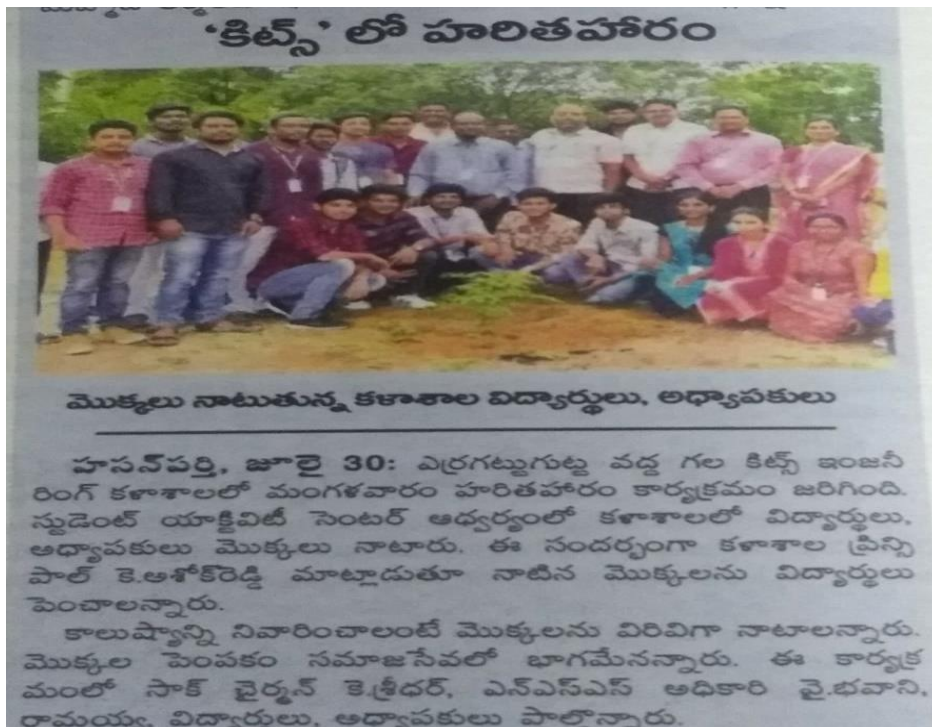 ‘కిట్స్’ లో హరితహారం
మొక్కలు నాటుతున్న కళాశాల విద్యార్థులు, అధ్యాపకులు
హసన్‌పర్తి, జూలై 30: ఎర్రగట్టుగుట్ట వద్ద గల కిట్స్ ఇంజనీ
రింగ్ కళాశాలలో మంగళవారం హరితహారం కార్యక్రమం జరిగింది.
స్టుడెంట్ యాక్టివిటీ సెంటర్ ఆధ్వర్యంలో కళాశాలలో విద్యార్థులు,
అధ్యాపకులు మొక్కలు నాటారు. ఈ సందర్భంగా కళాశాల ప్రిన్సి
పాల్ కె.అశోక్‌రెడ్డి మాట్లాడుతూ నాటిన మొక్కలను విద్యార్థులు
పెంచాలన్నారు.
కాలుష్యాన్ని నివారించాలంటే మొక్కలను విరివిగా నాటాలన్నారు.
మొక్కల పెంపకం సమాజసేవలో భాగమేనన్నారు. ఈ కార్యక్ర
మంలో సాక్ చైర్మన్ కె.శ్రీధర్, ఎన్ఎస్ఎస్ అధికారి వై.భవాని,
రామయ్య, విద్యార్థులు, అధ్యాపకులు పాల్గొన్నారు.